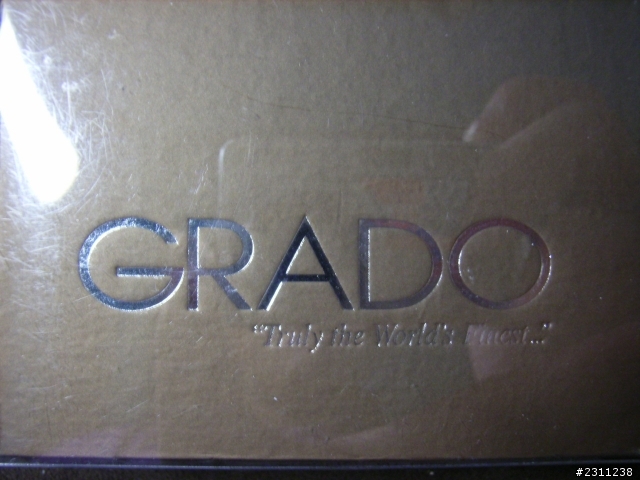 GRADO
"Truly the World's Finest..."
#2311238